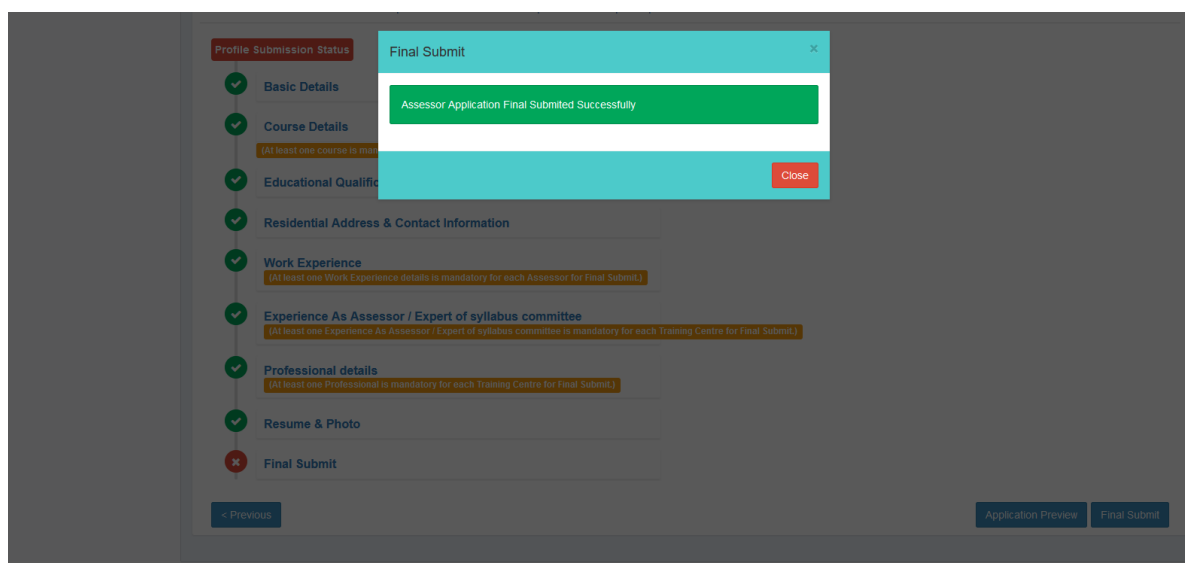 Profile Submission Status
Final Submit ×
Assessor Application Final Submited Successfully
Close
Basic Details
Course Details
(At least one course is man
Educational Qualific
Residential Address & Contact Information
Work Experience
(At least one Work Experience details is mandatory for each Assessor for Final Submit.)
Experience As Assessor / Expert of syllabus committee
(At least one Experience As Assessor / Expert of syllabus committee is mandatory for each Training Centre for Final Submit.)
Professional details
(At least one Professional is mandatory for each Training Centre for Final Submit.)
Resume & Photo
Final Submit
< Previous
Application Preview
Final Submit